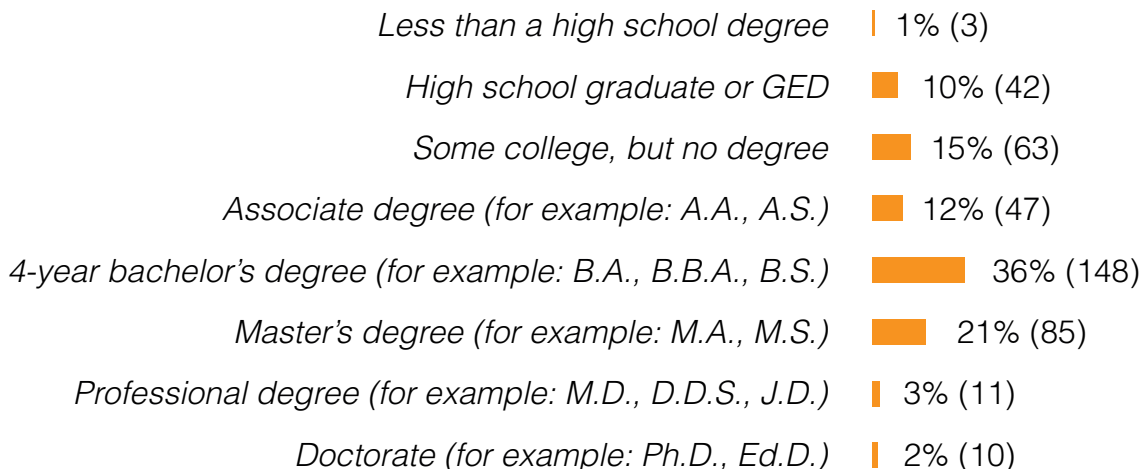 Less than a high school degree 1% (3)
High school graduate or GED 10% (42)
Some college, but no degree 15% (63)
Associate degree (for example: A.A., A.S.) 12% (47)
4-year bachelor’s degree (for example: B.A., B.B.A., B.S.) 36% (148)
Master’s degree (for example: M.A., M.S.) 21% (85)
Professional degree (for example: M.D., D.D.S., J.D.) 3% (11)
Doctorate (for example: Ph.D., Ed.D.) 2% (10)